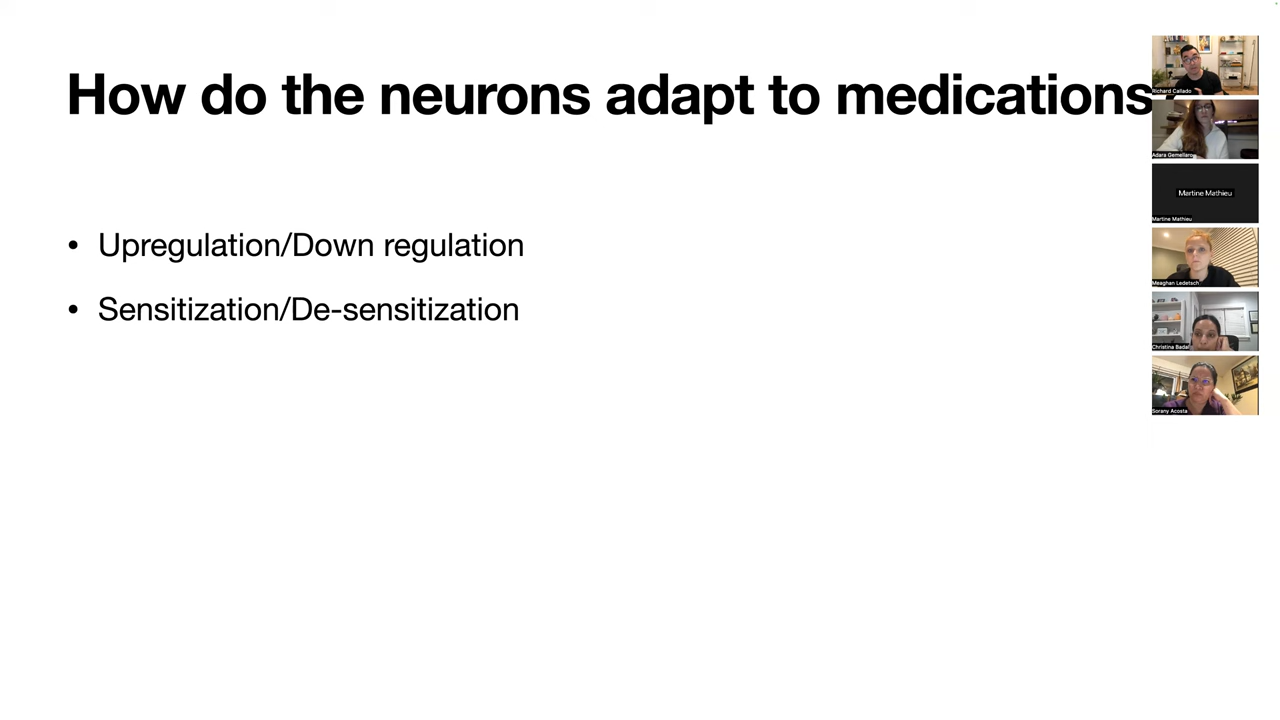 How do the neurons adapt to medications
• Upregulation/Down regulation
• Sensitization/De-sensitization
Richard Callado
Adara Gemellaro
Martine Mathieu
Martine Mathieu
Meaghan Ledetsch
Christina Badal
Sorany Acosta